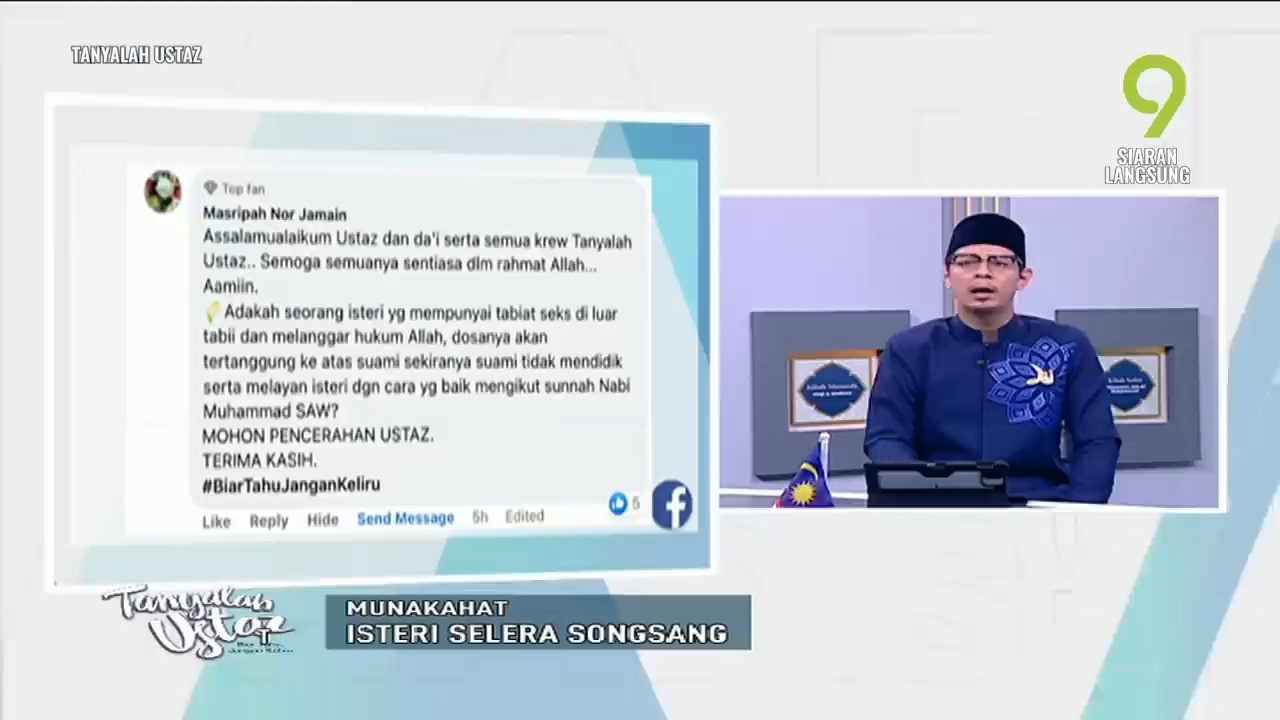 TANYALAH USTAZ
9
SIARAN
LANGSUNG
Top fan
Masripah Nor Jamain
Assalamualaikum Ustaz dan da'i serta semua krew Tanyalah
Ustaz.. Semoga semuanya sentiasa dlm rahmat Allah...
Aamiin.
Adakah seorang isteri yg mempunyai tabiat seks di luar
tabii dan melanggar hukum Allah, dosanya akan
tertanggung ke atas suami sekiranya suami tidak mendidik
serta melayan isteri dgn cara yg baik mengikut sunnah Nabi
Muhammad SAW?
MOHON PENCERAHAN USTAZ.
TERIMA KASIH.
#BiarTahuJanganKeliru
Like Reply Hide Send Message 5h Edited
5
f
Tanyalah
Ustaz
MUNAKAHAT
ISTERI SELERA SONGSANG